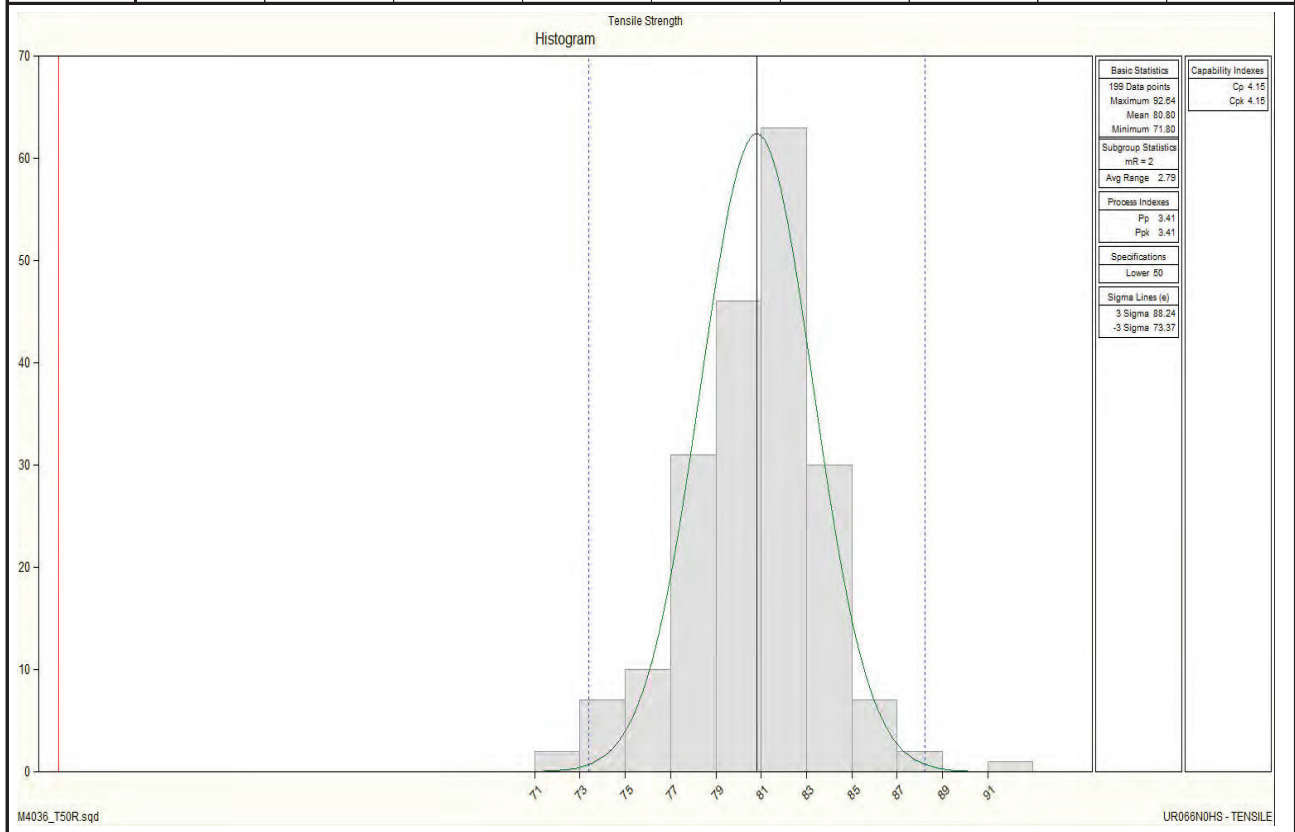 Tensile Strength
Histogram
70
60
50
40
30
20
10
0
71
73
75
77
79
81
83
85
87
89
91
Basic Statistics
199 Data points
Maximum 92.64
Mean 80.80
Minimum 71.80
Subgroup Statistics
mR = 2
Avg Range 2.79
Process Indexes
Pp 3.41
Ppk 3.41
Specifications
Lower 50
Sigma Lines (e)
3 Sigma 88.24
-3 Sigma 73.37
Capability Indexes
Cp 4.15
Cpk 4.15
M4036_T50R.sqd
UR066N0HS - TENSILE